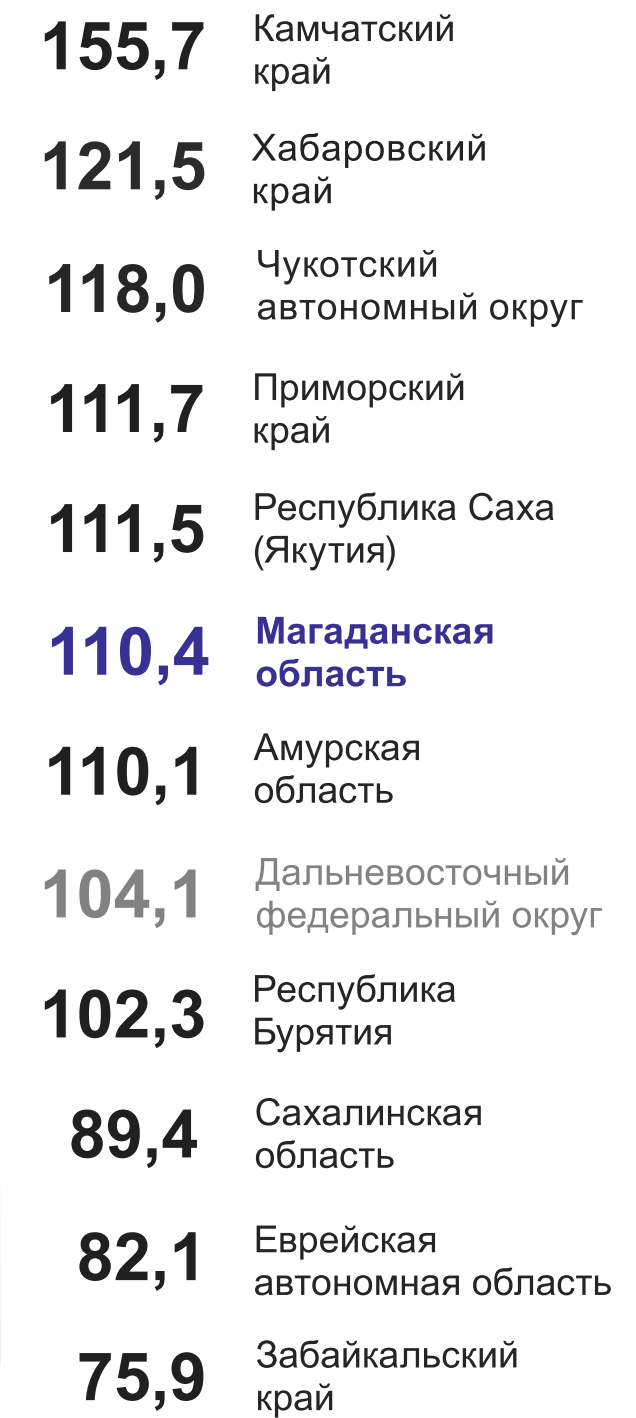 155,7 Камчатский
край
121,5 Хабаровский
край
118,0 Чукотский
автономный округ
111,7 Приморский
край
111,5 Республика Саха
(Якутия)
110,4 Магаданская
область
110,1 Амурская
область
104,1 Дальневосточный
федеральный округ
102,3 Республика
Бурятия
89,4 Сахалинская
область
82,1 Еврейская
автономная область
75,9 Забайкальский
край